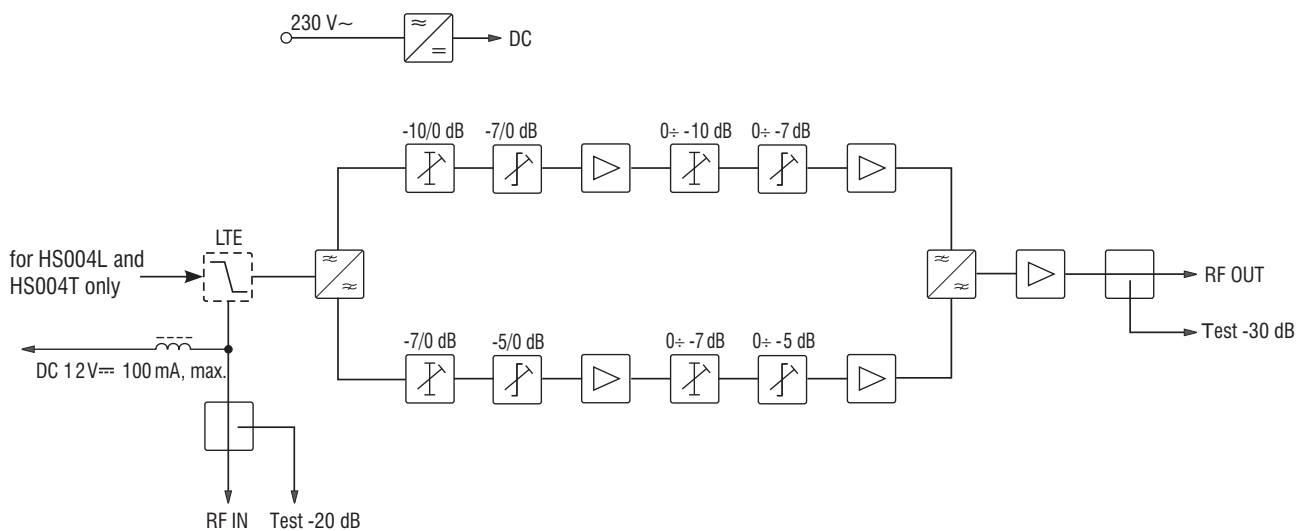 230 V~
DC
-10/0 dB
-7/0 dB
0÷ -10 dB
0÷ -7 dB
LTE
for HS004L and
HS004T only
RF OUT
Test -30 dB
-7/0 dB
-5/0 dB
0÷ -7 dB
0÷ -5 dB
DC 12V⎓ 100 mA, max.
RF IN
Test -20 dB